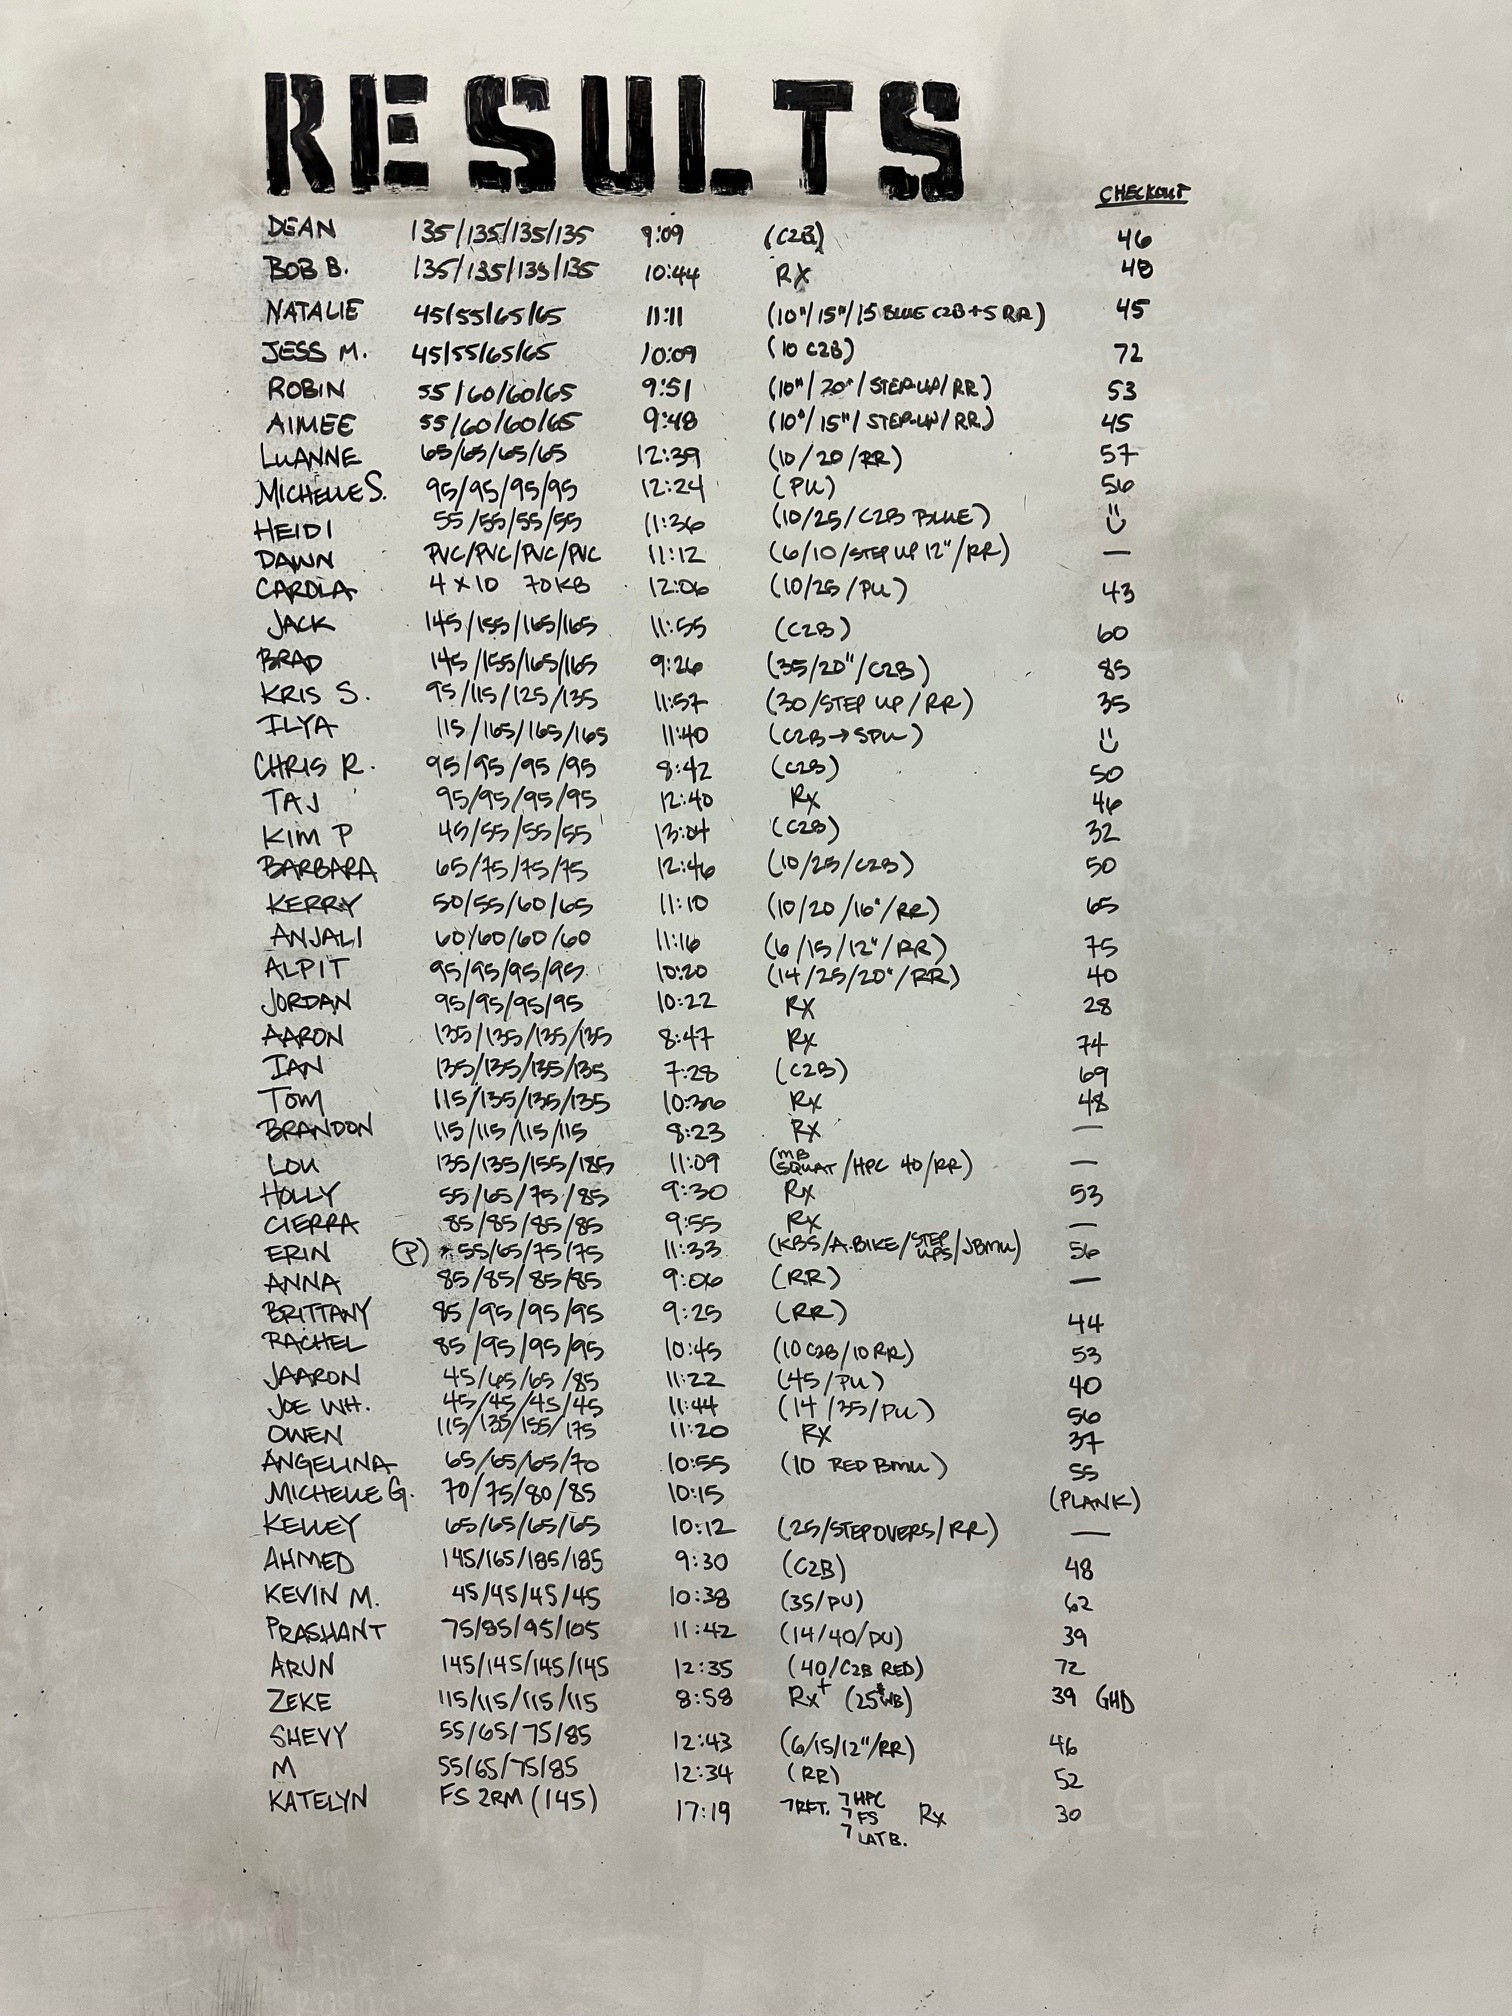 RESULTS
CHECKOUT
DEAN 135/135/135/135 9:09 (C2B) 46
BOB B. 135/135/135/135 10:44 RX 48
NATALIE 45/55/65/65 11:11 (10"/15"/15 BLUE C2B+5 RR) 45
JESS M. 45/55/65/65 10:09 (10 C2B) 72
ROBIN 55/60/60/65 9:51 (10"/20"/STEP-UP/RR) 53
AIMEE 55/60/60/65 9:48 (10"/15"/STEP-UP/RR) 45
LUANNE 65/65/65/65 12:39 (10/20/RR) 57
MICHELLE S. 95/95/95/95 12:24 (PU) 56
HEIDI 55/55/55/55 11:36 (10/25/C2B BLUE)
DAWN PVC/PVC/PVC/PVC 11:12 (6/10/STEP UP 12"/RR) —
CAROLA 4 x 10 70KB 12:06 (10/25/PU) 43
JACK 145/155/165/165 11:55 (C2B) 60
BRAD 145/155/165/165 9:26 (35/20"/C2B) 85
KRIS S. 95/115/125/135 11:57 (30/STEP UP/RR) 35
ILYA 115/165/165/165 11:40 (C2B→SPU)
CHRIS R. 95/95/95/95 8:42 (C2B) 50
TAJ 95/95/95/95 12:40 Rx 46
KIM P 45/55/55/55 13:04 (C2B) 32
BARBARA 65/75/75/75 12:46 (10/25/C2B) 50
KERRY 50/55/60/65 11:10 (10/20/16"/RR) 65
ANJALI 60/60/60/60 11:16 (6/15/12"/RR) 75
ALPIT 95/95/95/95 10:20 (14/25/20"/RR) 40
JORDAN 95/95/95/95 10:22 Rx 28
AARON 135/135/135/135 8:47 Rx 74
IAN 135/135/135/135 7:28 (C2B) 69
TOM 115/135/135/135 10:36 Rx 48
BRANDON 115/115/115/115 8:23 Rx —
LOU 135/135/155/185 11:09 (MB SQUAT/HPC 40/RR) —
HOLLY 55/65/75/85 9:30 Rx 53
CIERRA 85/85/85/85 9:55 Rx —
ERIN (P) * 55/65/75/75 11:33 (KBS/A.BIKE/STEP UPS/JBMU) 56
ANNA 85/85/85/85 9:06 (RR) —
BRITTANY 85/95/95/95 9:25 (RR) 44
RACHEL 85/95/95/95 10:45 (10 C2B/10 RR) 53
JAARON 45/65/65/85 11:22 (45/PU) 40
JOE WH. 45/45/45/45 11:44 (14/35/PU) 56
OWEN 115/135/155/175 11:20 Rx 37
ANGELINA 65/65/65/70 10:55 (10 RED BMU) 55
MICHELLE G. 70/75/80/85 10:15 (PLANK)
KELLEY 65/65/65/65 10:12 (25/STEPOVERS/RR) —
AHMED 145/165/185/185 9:30 (C2B) 48
KEVIN M. 45/45/45/45 10:38 (35/PU) 62
PRASHANT 75/85/95/105 11:42 (14/40/PU) 39
ARUN 145/145/145/145 12:35 (40/C2B RED) 72
ZEKE 115/115/115/115 8:58 Rx+ (25# WB) 39 GHD
SHEVY 55/65/75/85 12:43 (6/15/12"/RR) 46
M 55/65/75/85 12:34 (RR) 52
KATELYN FS 2RM (145) 17:19 7RFT. 7 HPC Rx 30
7 FS
7 LAT B.